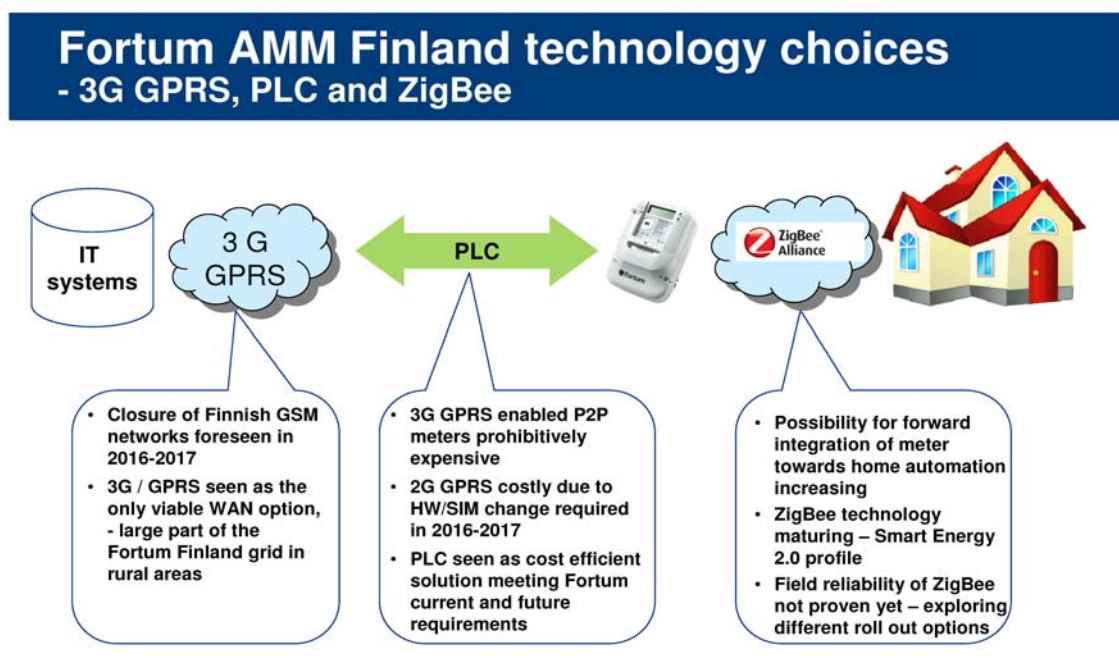 Fortum AMM Finland technology choices
- 3G GPRS, PLC and ZigBee
IT
systems
3 G
GPRS
PLC
Fortum
ZigBee®
Alliance
• Closure of Finnish GSM
networks foreseen in
2016-2017
• 3G / GPRS seen as the
only viable WAN option,
- large part of the
Fortum Finland grid in
rural areas
• 3G GPRS enabled P2P
meters prohibitively
expensive
• 2G GPRS costly due to
HW/SIM change required
in 2016-2017
• PLC seen as cost efficient
solution meeting Fortum
current and future
requirements
• Possibility for forward
integration of meter
towards home automation
increasing
• ZigBee technology
maturing – Smart Energy
2.0 profile
• Field reliability of ZigBee
not proven yet – exploring
different roll out options